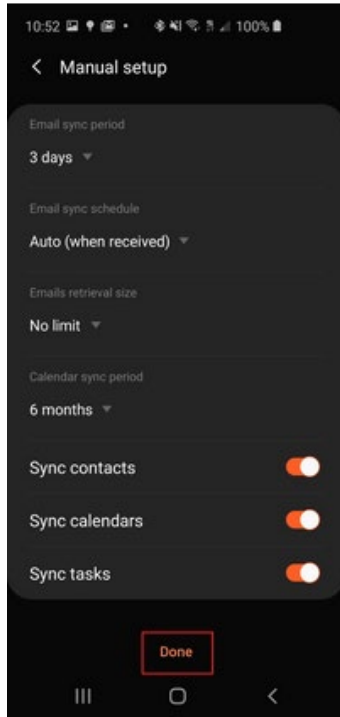 10:52 100%
Manual setup
Email sync period
3 days
Email sync schedule
Auto (when received)
Emails retrieval size
No limit
Calendar sync period
6 months
Sync contacts
Sync calendars
Sync tasks
Done